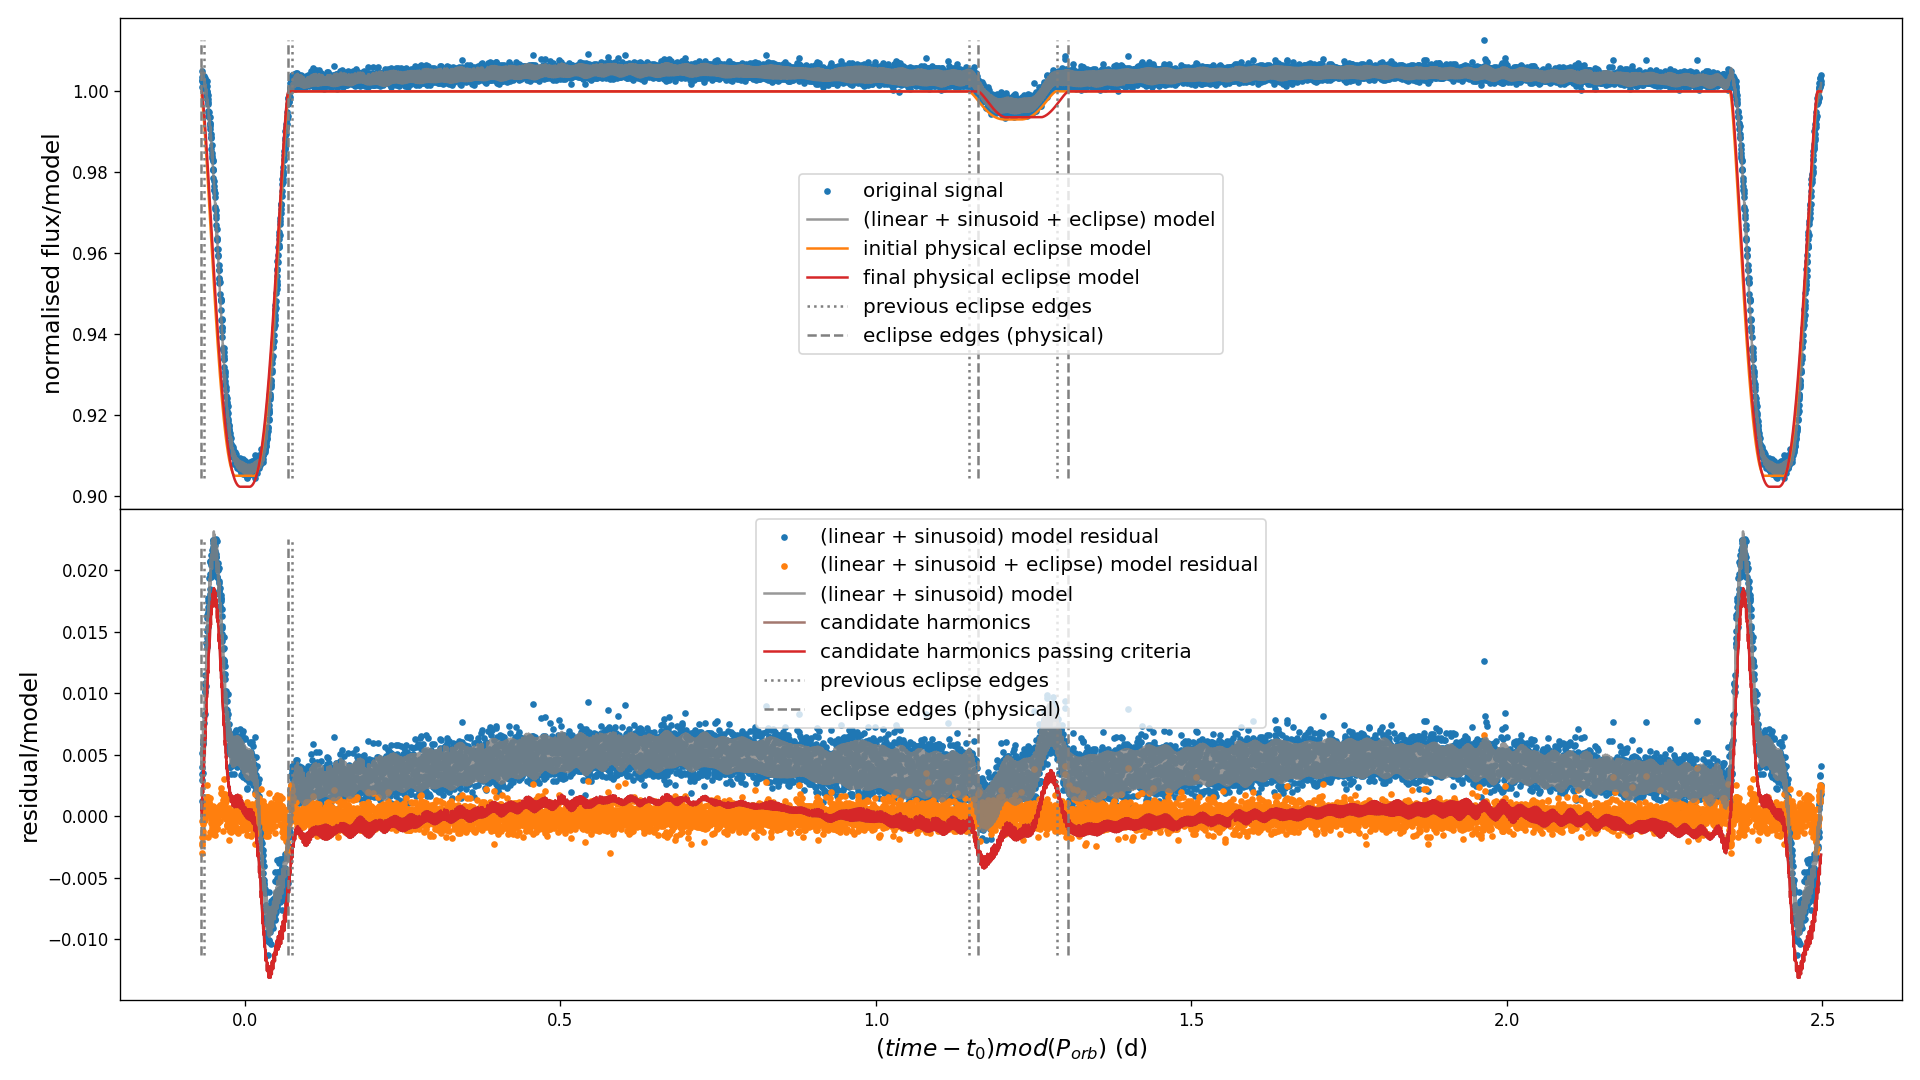 normalised flux/model
1.00
0.98
0.96
0.94
0.92
0.90
original signal
(linear + sinusoid + eclipse) model
initial physical eclipse model
final physical eclipse model
previous eclipse edges
eclipse edges (physical)
residual/model
0.020
0.015
0.010
0.005
0.000
−0.005
−0.010
(linear + sinusoid) model residual
(linear + sinusoid + eclipse) model residual
(linear + sinusoid) model
candidate harmonics
candidate harmonics passing criteria
previous eclipse edges
eclipse edges (physical)
0.0 0.5 1.0 1.5 2.0 2.5
(time − t₀)mod(Pₒᵣb) (d)